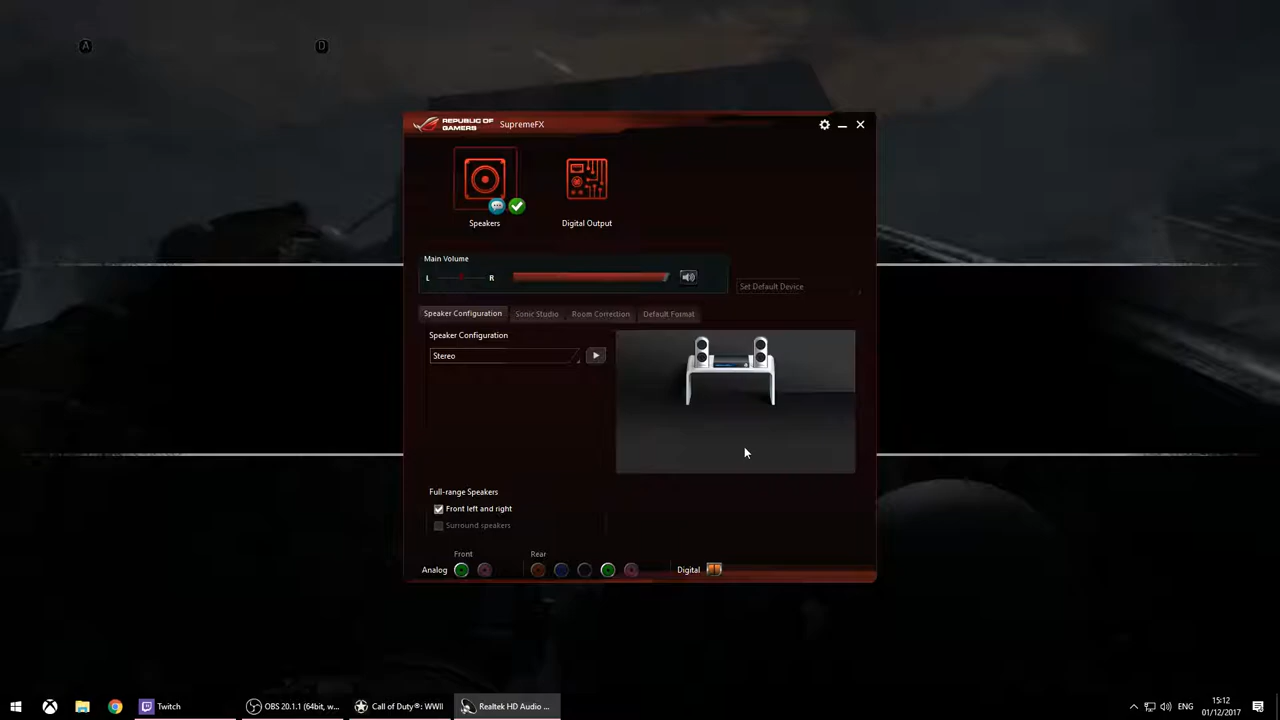 A
D
REPUBLIC OF
GAMERS
SupremeFX
Speakers
Digital Output
Main Volume
L
R
Set Default Device
Speaker Configuration
Sonic Studio
Room Correction
Default Format
Speaker Configuration
Stereo
Full-range Speakers
Front left and right
Surround speakers
Front
Rear
Analog
Digital
Twitch
OBS 20.1.1 (64bit, w...
Call of Duty®: WWII
Realtek HD Audio ...
ENG
15:12
01/12/2017